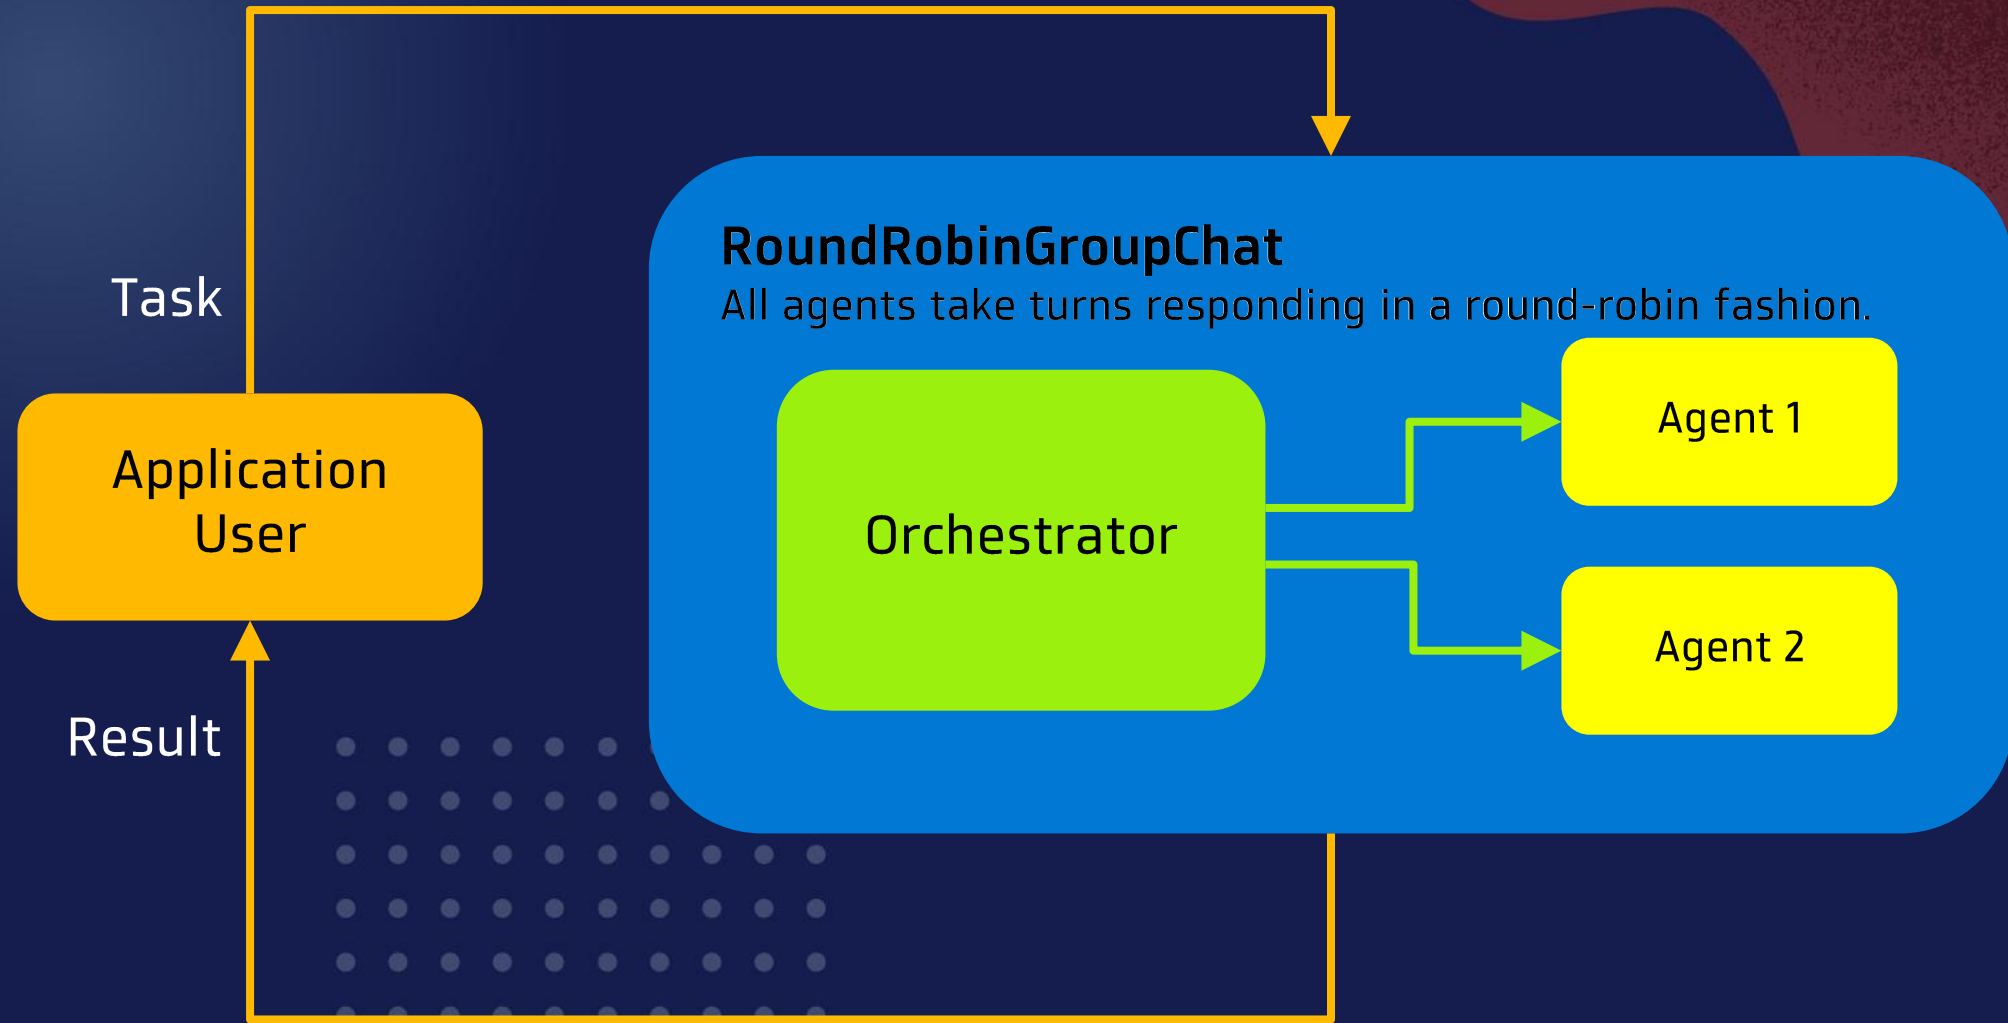 Task
Application
User
Result
RoundRobinGroupChat
All agents take turns responding in a round-robin fashion.
Orchestrator
Agent 1
Agent 2